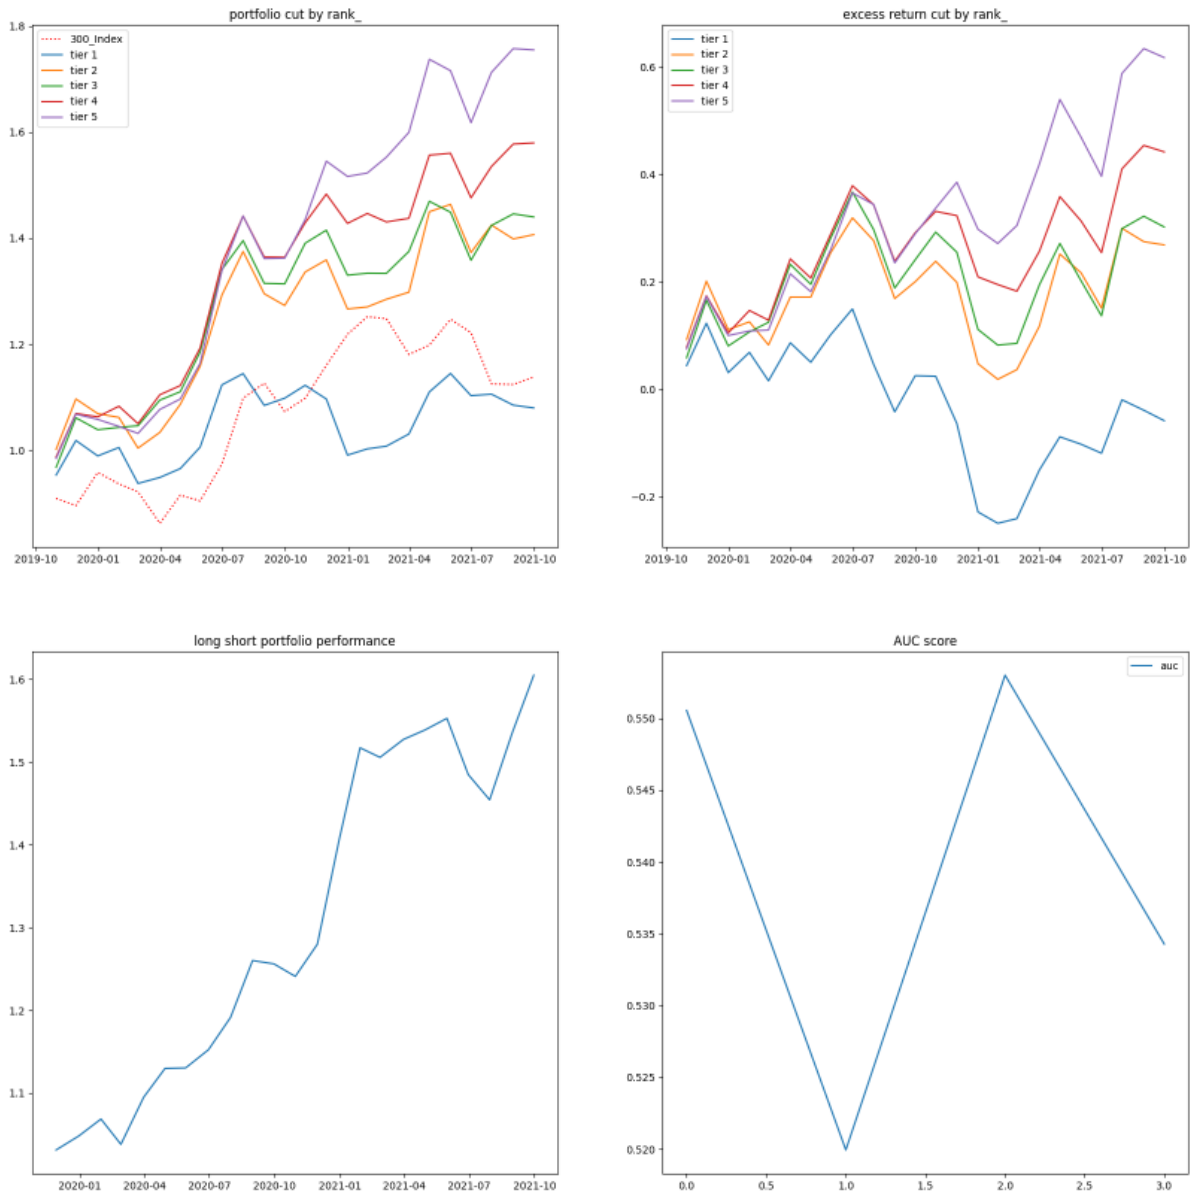 portfolio cut by rank_
1.8
1.6
1.4
1.2
1.0
300_Index
tier 1
tier 2
tier 3
tier 4
tier 5
2019-10 2020-01 2020-04 2020-07 2020-10 2021-01 2021-04 2021-07 2021-10
excess return cut by rank_
0.6
0.4
0.2
0.0
−0.2
tier 1
tier 2
tier 3
tier 4
tier 5
2019-10 2020-01 2020-04 2020-07 2020-10 2021-01 2021-04 2021-07 2021-10
long short portfolio performance
1.6
1.5
1.4
1.3
1.2
1.1
2020-01 2020-04 2020-07 2020-10 2021-01 2021-04 2021-07 2021-10
AUC score
auc
0.550
0.545
0.540
0.535
0.530
0.525
0.520
0.0 0.5 1.0 1.5 2.0 2.5 3.0